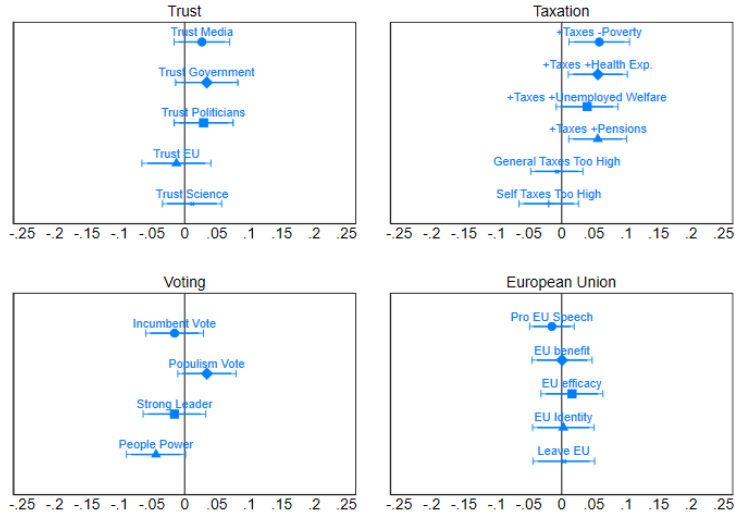 Trust
Trust Media
Trust Government
Trust Politicians
Trust EU
Trust Science
-.25 -.2 -.15 -.1 -.05 0 .05 .1 .15 .2 .25
Taxation
+Taxes -Poverty
+Taxes +Health Exp.
+Taxes +Unemployed Welfare
+Taxes +Pensions
General Taxes Too High
Self Taxes Too High
-.25 -.2 -.15 -.1 -.05 0 .05 .1 .15 .2 .25
Voting
Incumbent Vote
Populism Vote
Strong Leader
People Power
-.25 -.2 -.15 -.1 -.05 0 .05 .1 .15 .2 .25
European Union
Pro EU Speech
EU benefit
EU efficacy
EU Identity
Leave EU
-.25 -.2 -.15 -.1 -.05 0 .05 .1 .15 .2 .25